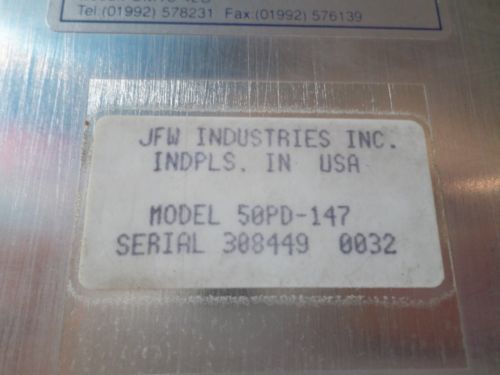 Tel:(01992) 578231 Fax:(01992) 576139
JFW INDUSTRIES INC.
INDPLS. IN USA
MODEL 50PD-147
SERIAL 308449 0032